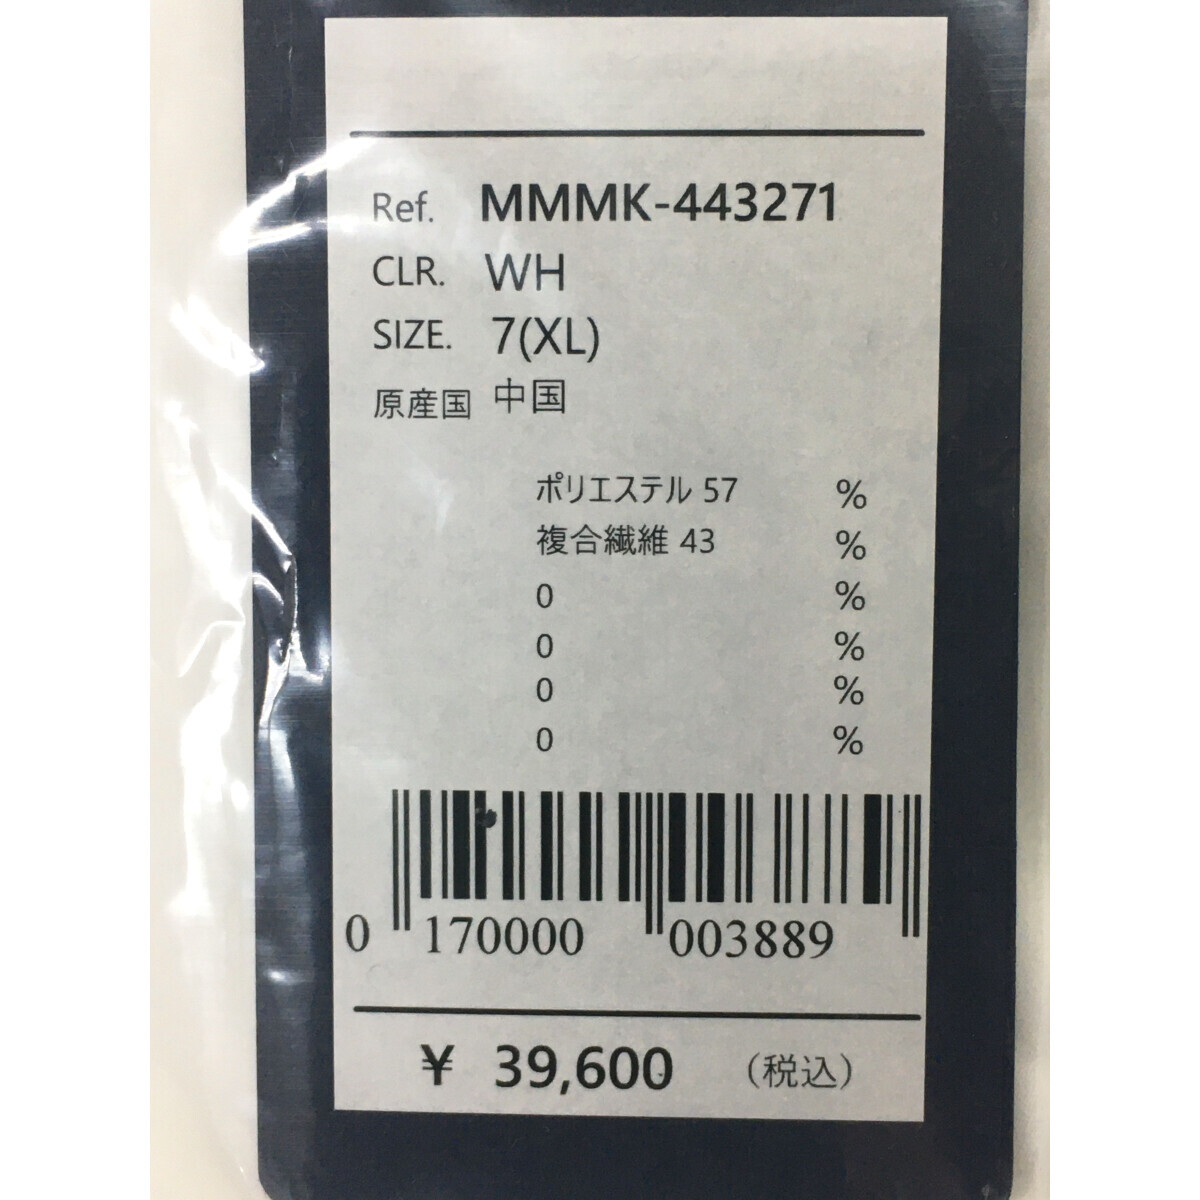 Ref. MMMK-443271
CLR. WH
SIZE. 7(XL)
原産国 中国
ポリエステル 57 %
複合繊維 43 %
0 %
0 %
0 %
0 %
0 170000 003889
¥ 39,600 (税込)